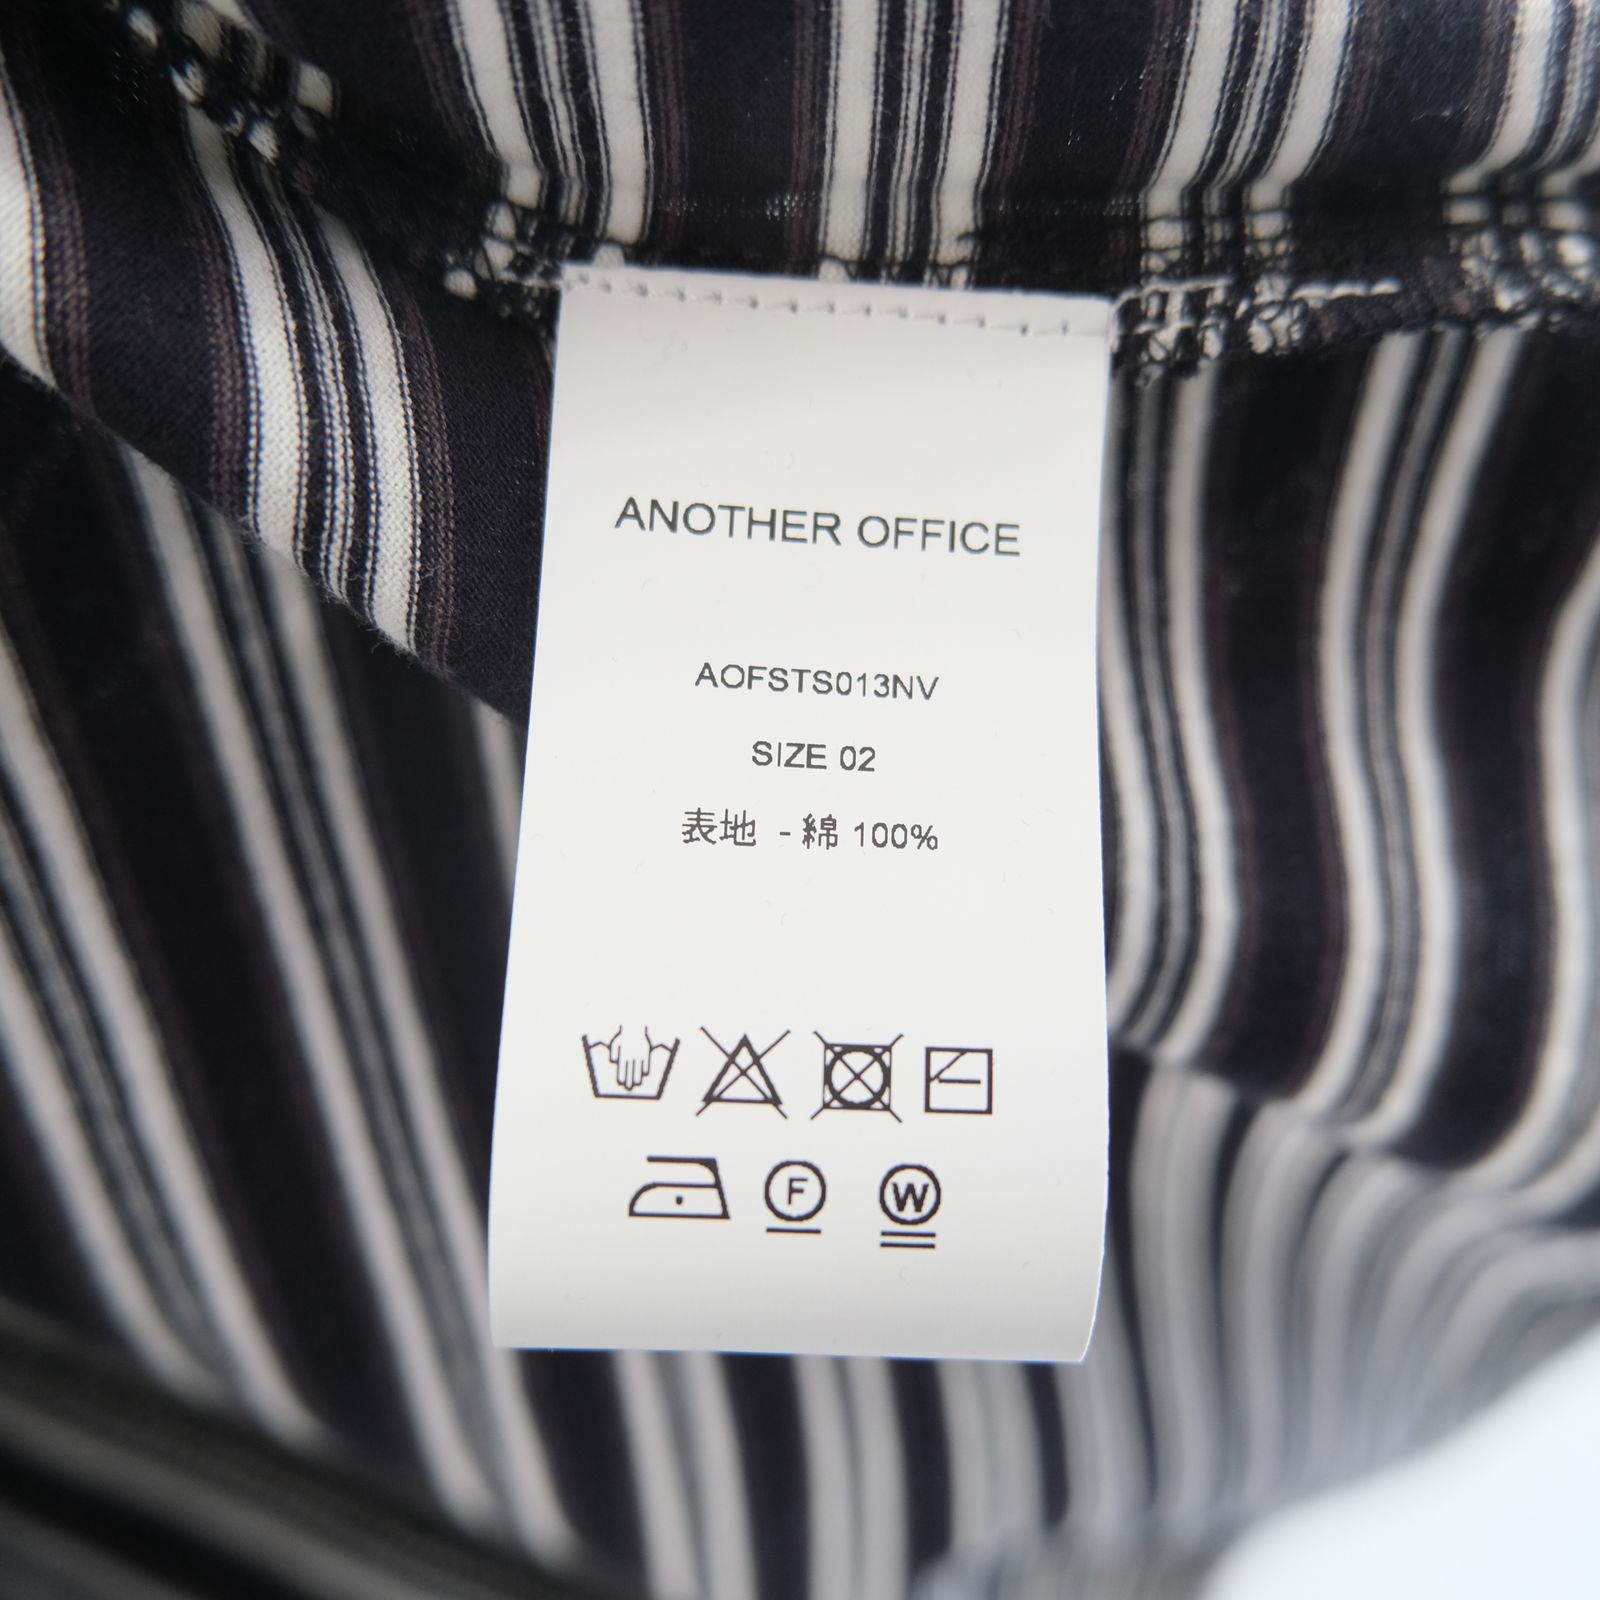 ANOTHER OFFICE
AOFSTS013NV
SIZE 02
表地 - 綿 100%
F W